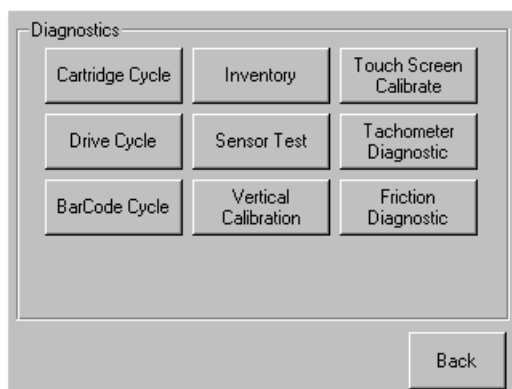 Diagnostics
Cartridge Cycle
Inventory
Touch Screen
Calibrate
Drive Cycle
Sensor Test
Tachometer
Diagnostic
BarCode Cycle
Vertical
Calibration
Friction
Diagnostic
Back